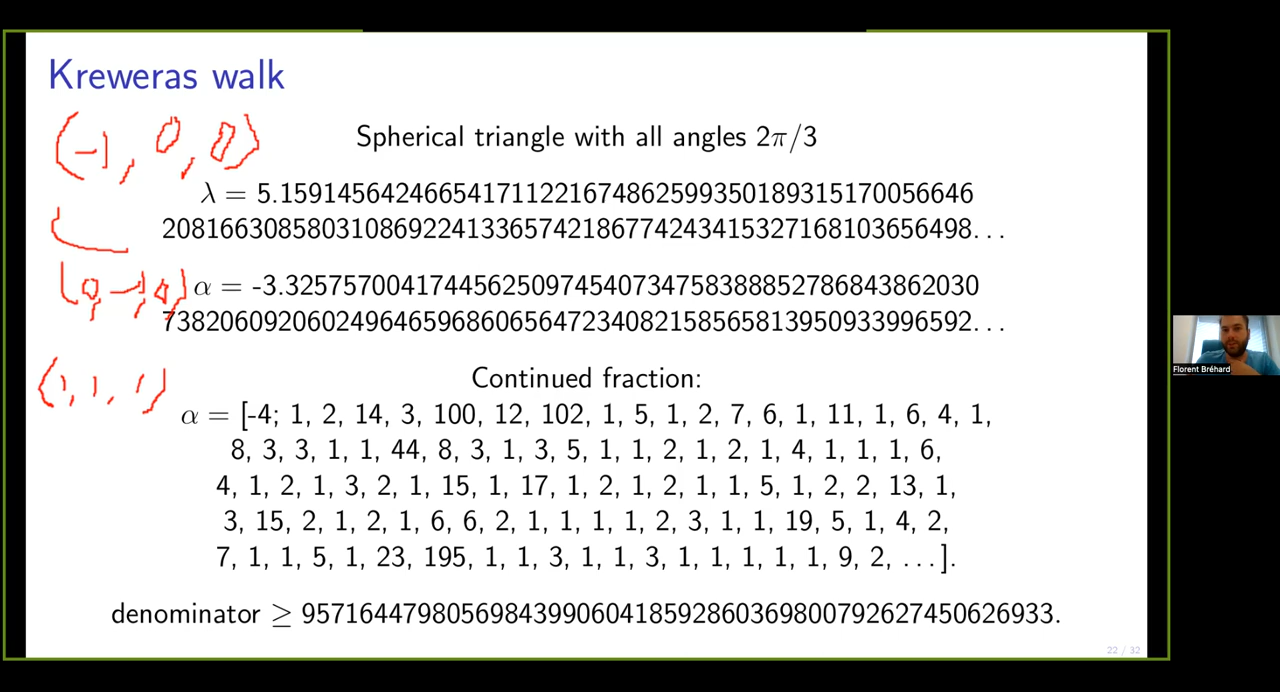 Kreweras walk
(-1, 0, 0)
Spherical triangle with all angles 2π/3
λ = 5.159145642466541711221674862599350189315170056646
20816630858031086922413365742186774243415327168103656498...
(0, -1, 0)
α = -3.3257570041744562509745407347583888527868438620 30
73820609206024964659686065647234082158565813950933996592...
(1, 1, 1)
Continued fraction:
α = [-4; 1, 2, 14, 3, 100, 12, 102, 1, 5, 1, 2, 7, 6, 1, 11, 1, 6, 4, 1,
8, 3, 3, 1, 1, 44, 8, 3, 1, 3, 5, 1, 1, 2, 1, 2, 1, 4, 1, 1, 1, 6,
4, 1, 2, 1, 3, 2, 1, 15, 1, 17, 1, 2, 1, 2, 1, 1, 5, 1, 2, 2, 13, 1,
3, 15, 2, 1, 2, 1, 6, 6, 2, 1, 1, 1, 1, 2, 3, 1, 1, 19, 5, 1, 4, 2,
7, 1, 1, 5, 1, 23, 195, 1, 1, 3, 1, 1, 3, 1, 1, 1, 1, 1, 9, 2, ...].
denominator ≥ 957164479805698439906041859286036980079262745062 6933.
Florent Bréhard
22 / 32